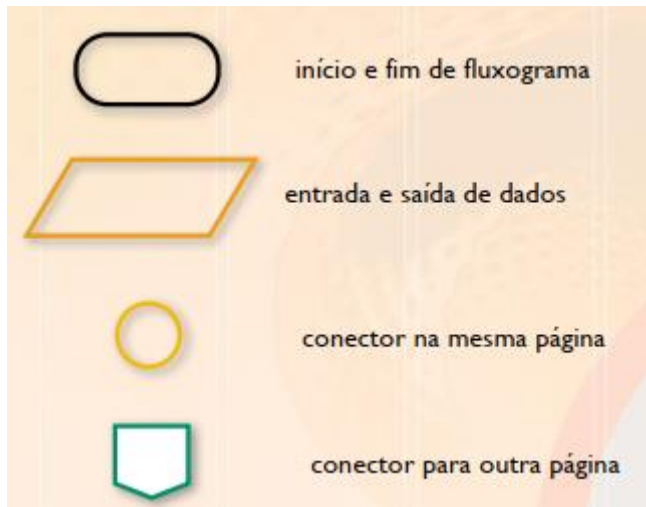 início e fim de fluxograma
entrada e saída de dados
conector na mesma página
conector para outra página